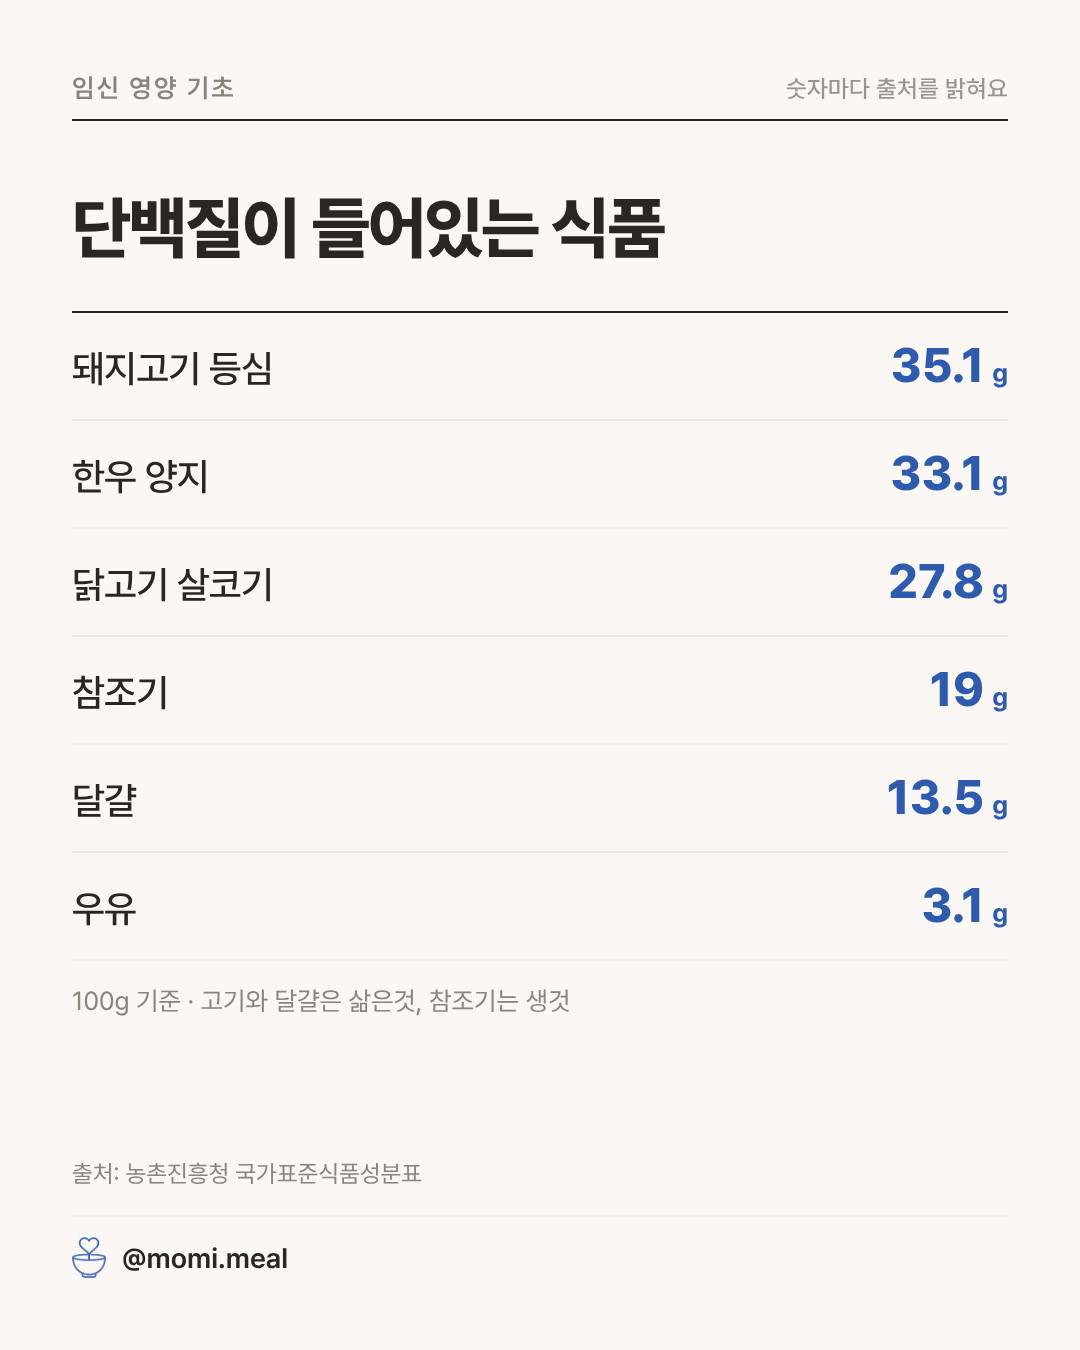 임신 영양 기초
숫자마다 출처를 밝혀요
단백질이 들어있는 식품
돼지고기 등심 35.1 g
한우 양지 33.1 g
닭고기 살코기 27.8 g
참조기 19 g
달걀 13.5 g
우유 3.1 g
100g 기준 · 고기와 달걀은 삶은것, 참조기는 생것
출처: 농촌진흥청 국가표준식품성분표
@momi.meal